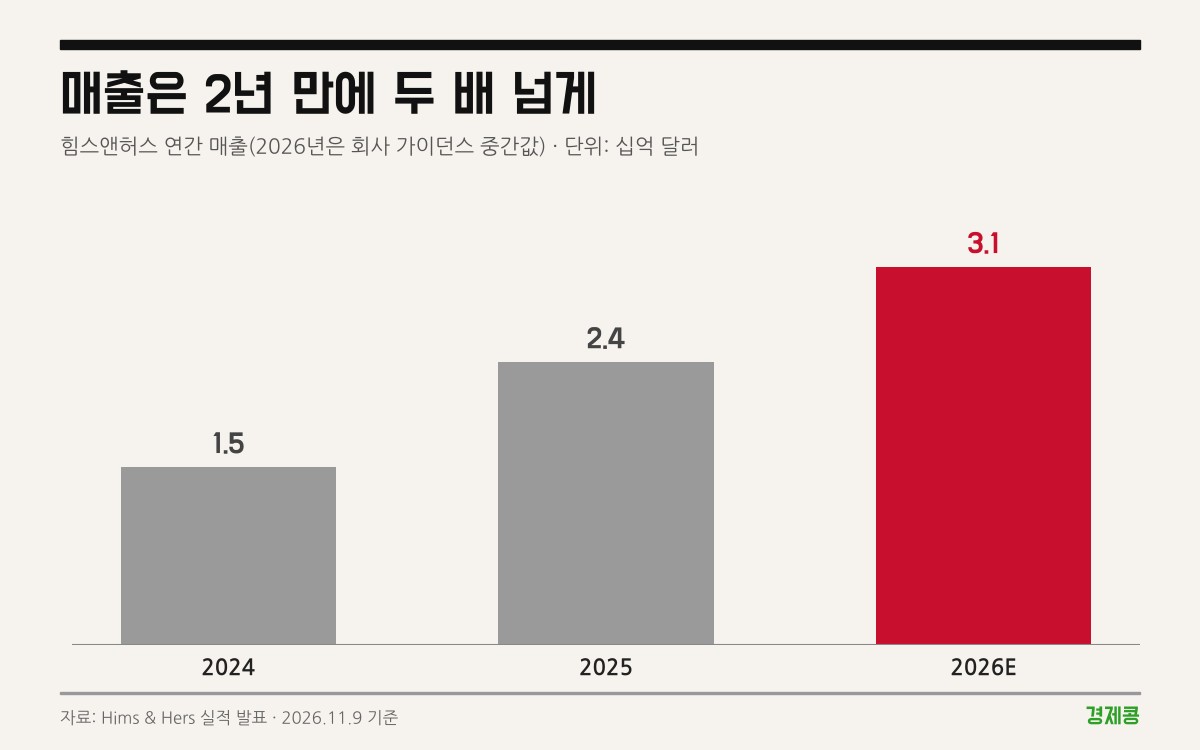 매출은 2년 만에 두 배 넘게
힘스앤허스 연간 매출(2026년은 회사 가이던스 중간값) · 단위: 십억 달러
3.1
2.4
1.5
2024 2025 2026E
자료: Hims & Hers 실적 발표 · 2026.11.9 기준
경제콩